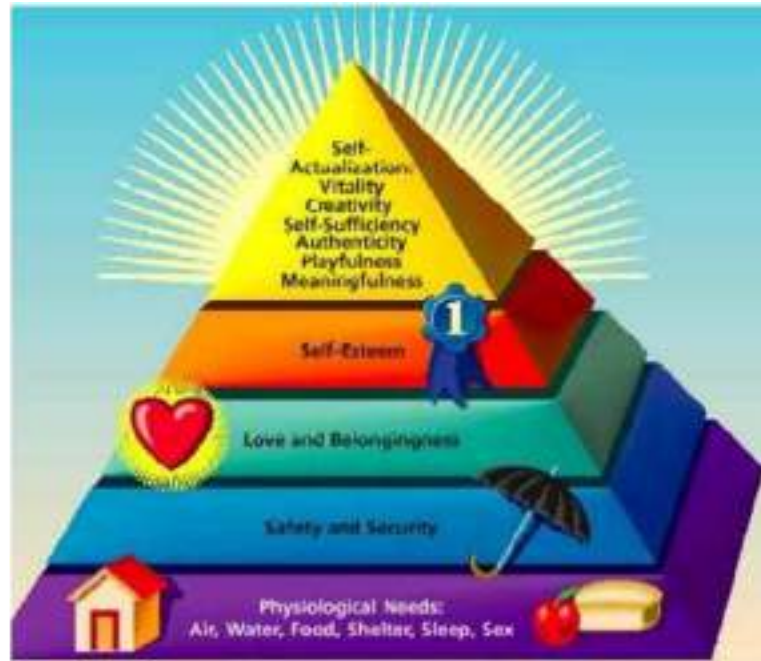 Self-
Actualization:
Vitality
Creativity
Self-Sufficiency
Authenticity
Playfulness
Meaningfulness
1
Self-Esteem
Love and Belongingness
Safety and Security
Physiological Needs:
Air, Water, Food, Shelter, Sleep, Sex